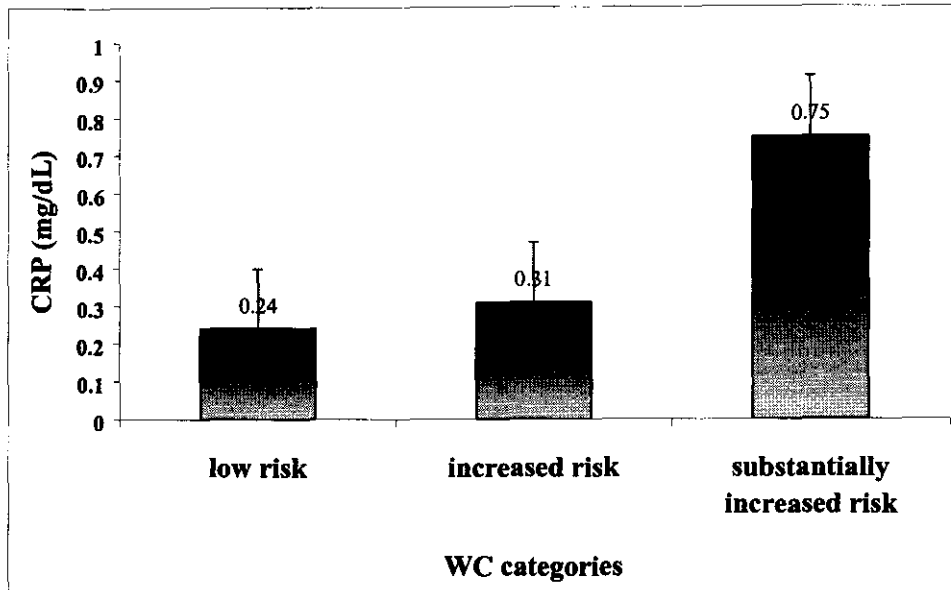 CRP (mg/dL)
1
0.9
0.8
0.7
0.6
0.5
0.4
0.3
0.2
0.1
0
0.24
0.31
0.75
low risk
increased risk
substantially
increased risk
WC categories